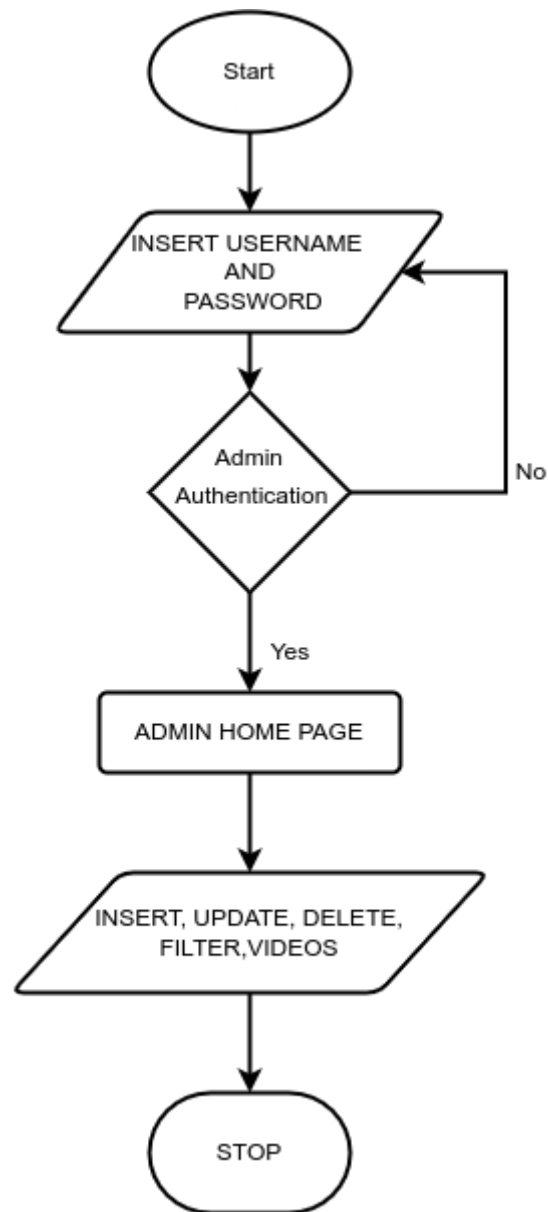 Start
INSERT USERNAME
AND
PASSWORD
Admin
Authentication
No
Yes
ADMIN HOME PAGE
INSERT, UPDATE, DELETE,
FILTER,VIDEOS
STOP